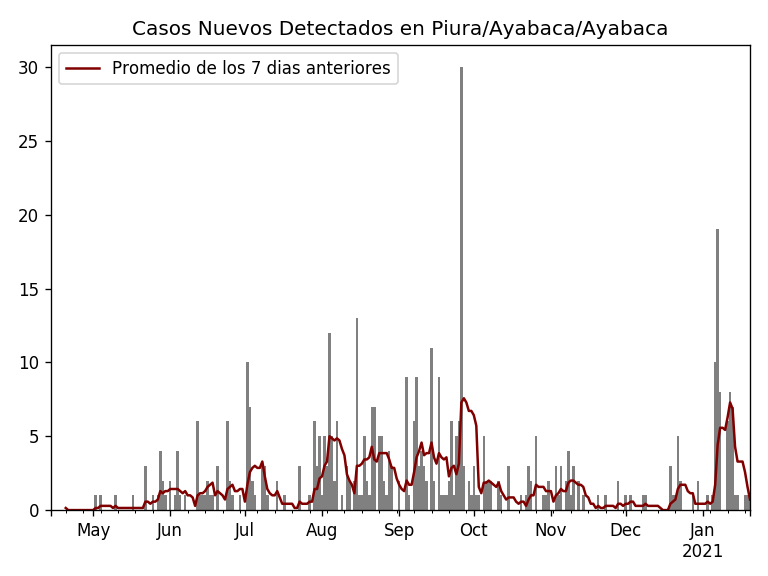 Casos Nuevos Detectados en Piura/Ayabaca/Ayabaca
Promedio de los 7 dias anteriores
30
25
20
15
10
5
0
May Jun Jul Aug Sep Oct Nov Dec Jan
2021